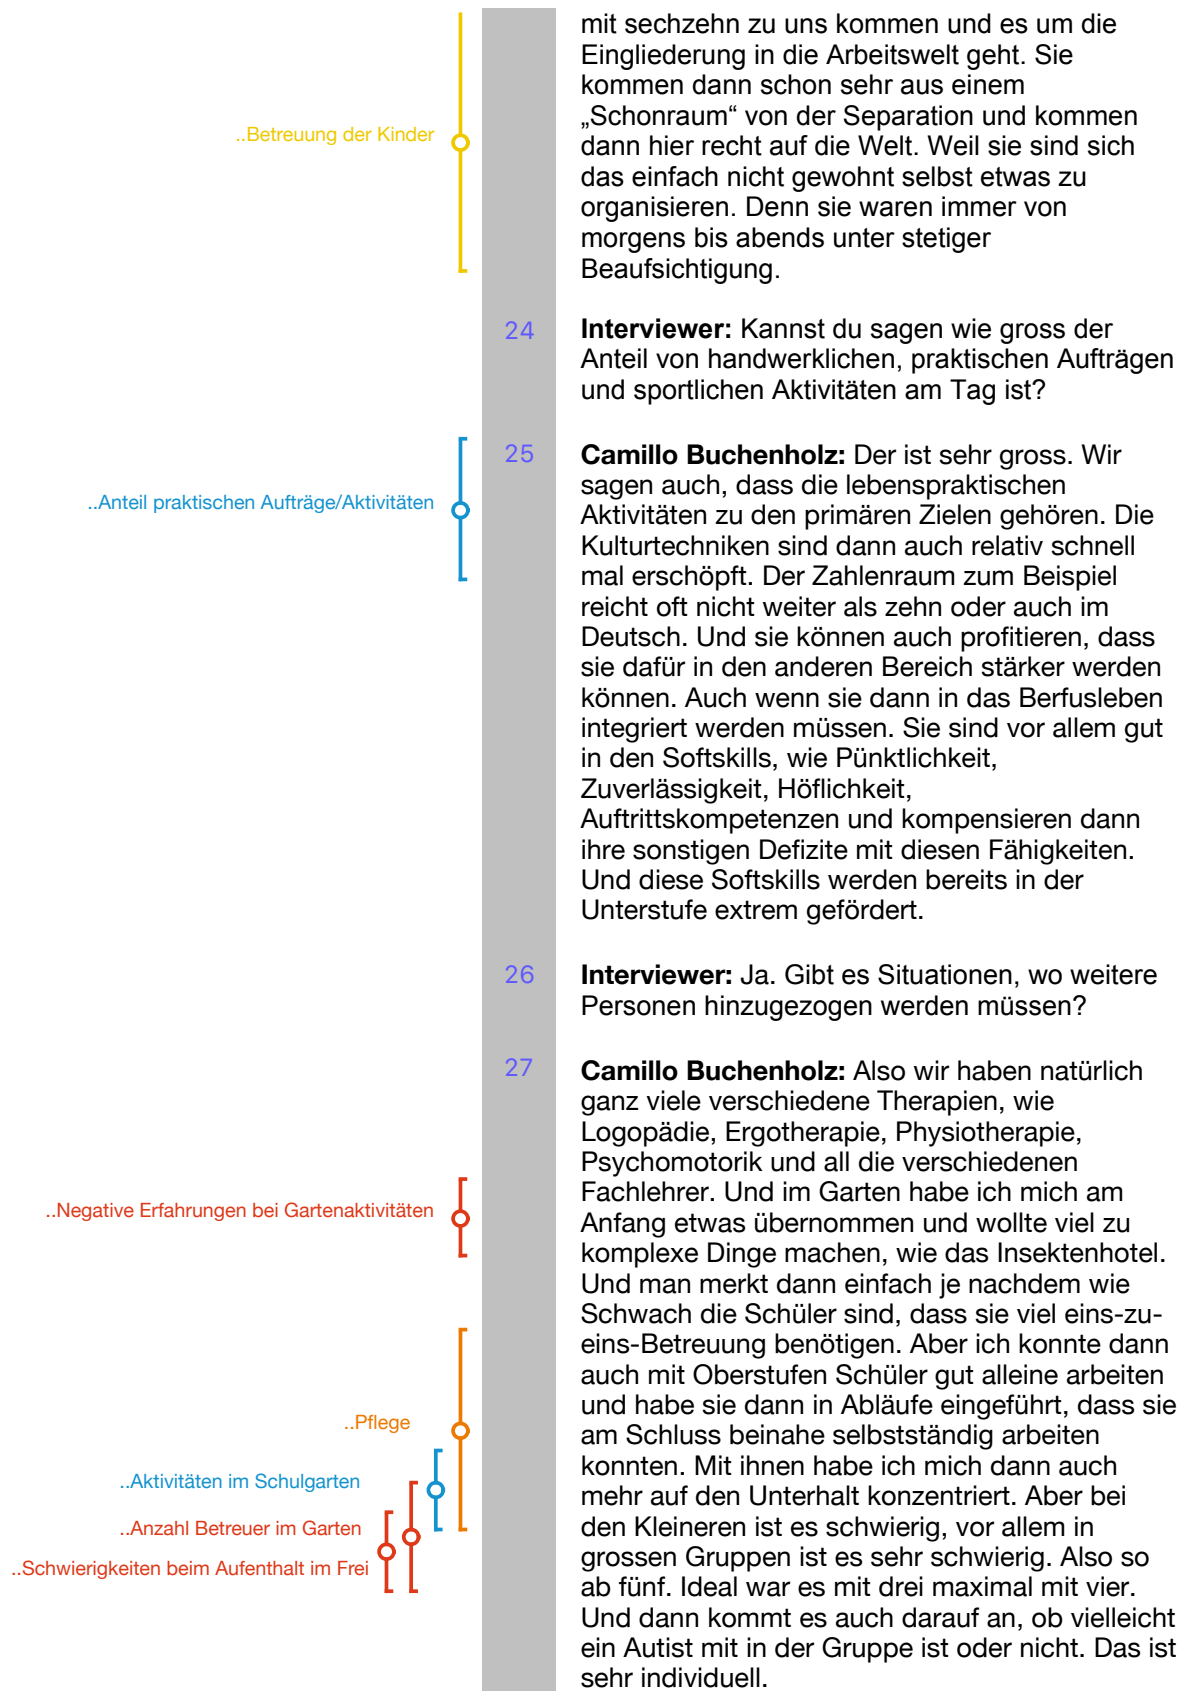 mit sechzehn zu uns kommen und es um die
Eingliederung in die Arbeitswelt geht. Sie
kommen dann schon sehr aus einem
„Schonraum“ von der Separation und kommen
..Betreuung der Kinder
dann hier recht auf die Welt. Weil sie sind sich
das einfach nicht gewohnt selbst etwas zu
organisieren. Denn sie waren immer von
morgens bis abends unter stetiger
Beaufsichtigung.
24
Interviewer: Kannst du sagen wie gross der
Anteil von handwerklichen, praktischen Aufträgen
und sportlichen Aktivitäten am Tag ist?
25
Camillo Buchenholz: Der ist sehr gross. Wir
sagen auch, dass die lebenspraktischen
..Anteil praktischen Aufträge/Aktivitäten
Aktivitäten zu den primären Zielen gehören. Die
Kulturtechniken sind dann auch relativ schnell
mal erschöpft. Der Zahlenraum zum Beispiel
reicht oft nicht weiter als zehn oder auch im
Deutsch. Und sie können auch profitieren, dass
sie dafür in den anderen Bereich stärker werden
können. Auch wenn sie dann in das Berfusleben
integriert werden müssen. Sie sind vor allem gut
in den Softskills, wie Pünktlichkeit,
Zuverlässigkeit, Höflichkeit,
Auftrittskompetenzen und kompensieren dann
ihre sonstigen Defizite mit diesen Fähigkeiten.
Und diese Softskills werden bereits in der
Unterstufe extrem gefördert.
26
Interviewer: Ja. Gibt es Situationen, wo weitere
Personen hinzugezogen werden müssen?
27
Camillo Buchenholz: Also wir haben natürlich
ganz viele verschiedene Therapien, wie
Logopädie, Ergotherapie, Physiotherapie,
Psychomotorik und all die verschiedenen
Fachlehrer. Und im Garten habe ich mich am
..Negative Erfahrungen bei Gartenaktivitäten
Anfang etwas übernommen und wollte viel zu
komplexe Dinge machen, wie das Insektenhotel.
Und man merkt dann einfach je nachdem wie
Schwach die Schüler sind, dass sie viel eins-zu-
eins-Betreuung benötigen. Aber ich konnte dann
auch mit Oberstufen Schüler gut alleine arbeiten
und habe sie dann in Abläufe eingeführt, dass sie
..Pflege
am Schluss beinahe selbstständig arbeiten
konnten. Mit ihnen habe ich mich dann auch
..Aktivitäten im Schulgarten
mehr auf den Unterhalt konzentriert. Aber bei
..Anzahl Betreuer im Garten
den Kleineren ist es schwierig, vor allem in
..Schwierigkeiten beim Aufenthalt im Frei
grossen Gruppen ist es sehr schwierig. Also so
ab fünf. Ideal war es mit drei maximal mit vier.
Und dann kommt es auch darauf an, ob vielleicht
ein Autist mit in der Gruppe ist oder nicht. Das ist
sehr individuell.